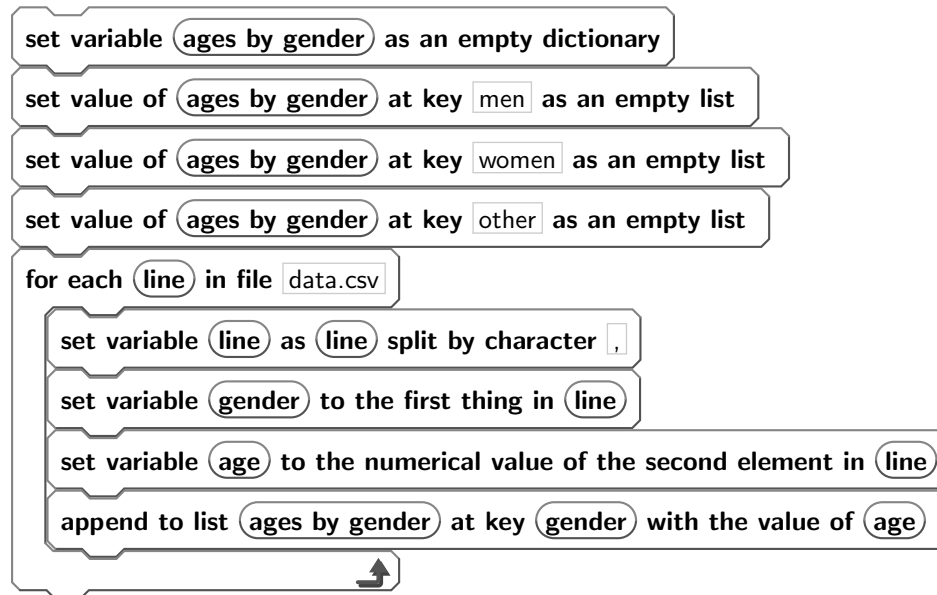 set variable ages by gender as an empty dictionary
set value of ages by gender at key men as an empty list
set value of ages by gender at key women as an empty list
set value of ages by gender at key other as an empty list
for each line in file data.csv
set variable line as line split by character ,
set variable gender to the first thing in line
set variable age to the numerical value of the second element in line
append to list ages by gender at key gender with the value of age